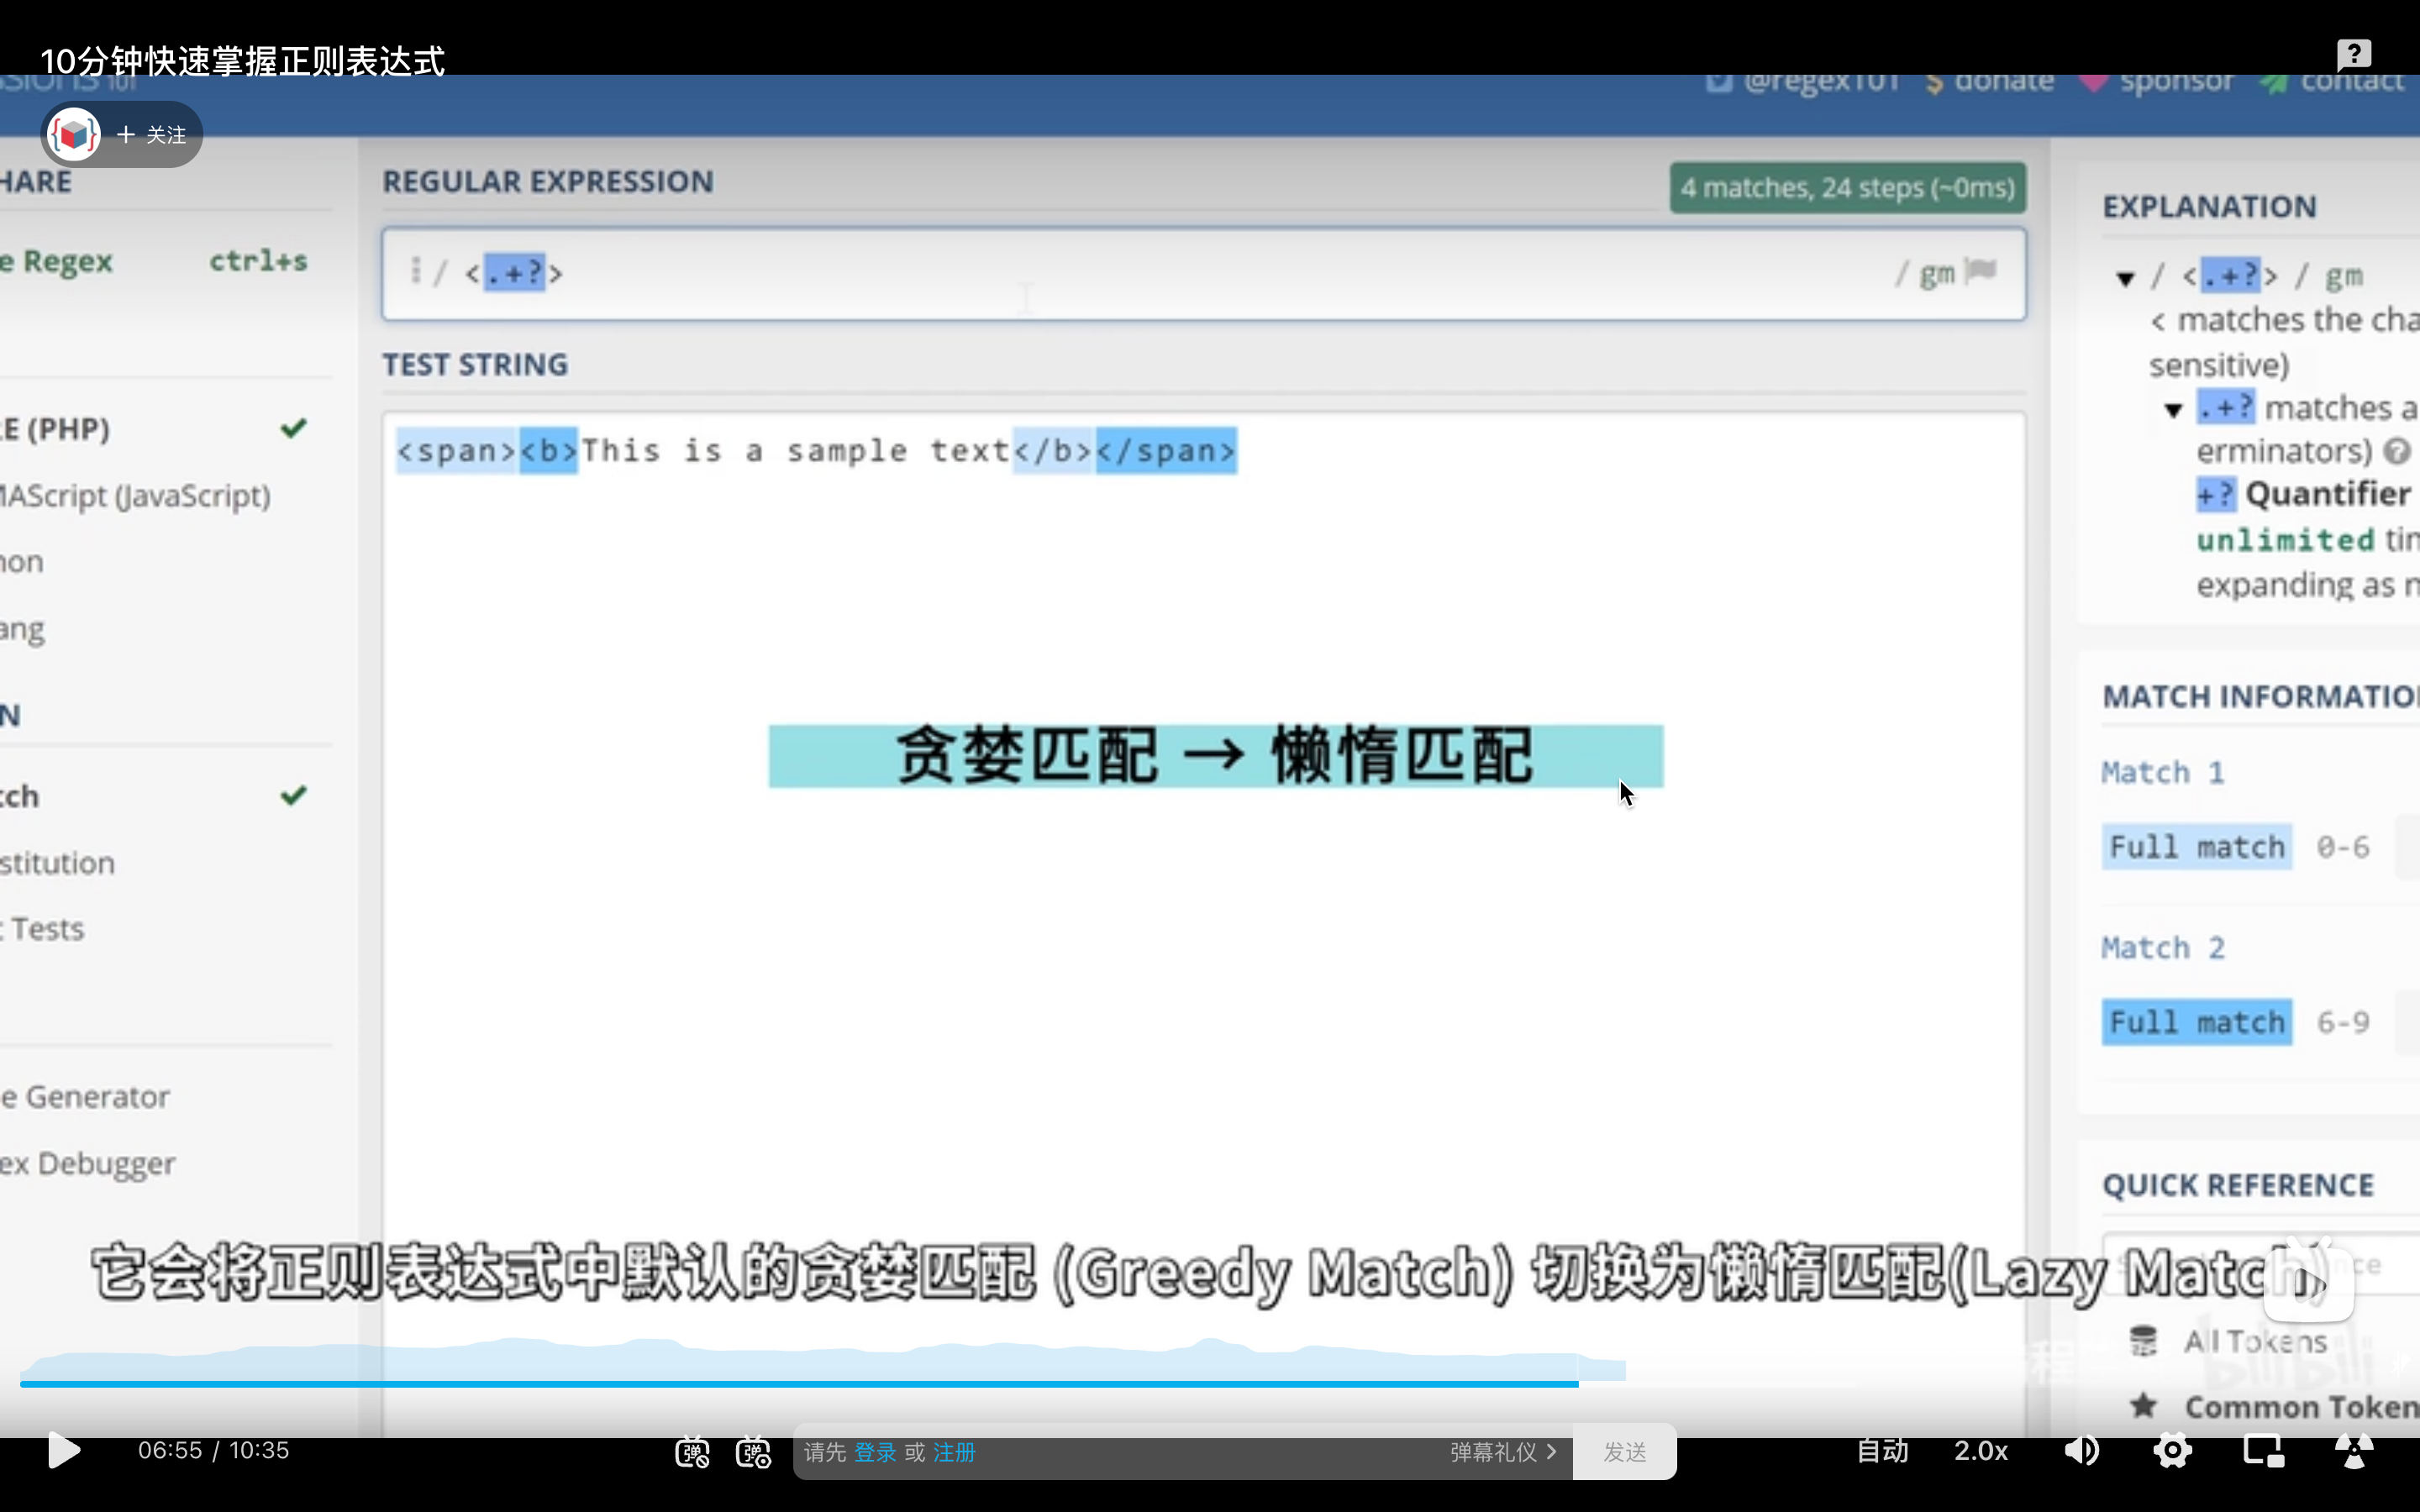 10分钟快速掌握正则表达式
@regex101 $ donate sponsor contact
+ 关注
HARE
e Regex ctrl+s
E (PHP)
MAScript (JavaScript)
hon
ang
N
tch
stitution
t Tests
e Generator
ex Debugger
REGULAR EXPRESSION
4 matches, 24 steps (~0ms)
/ <.+?> / gm
TEST STRING
<span><b>This is a sample text</b></span>
贪婪匹配 → 懒惰匹配
EXPLANATION
/ <.+?> / gm
< matches the cha
sensitive)
.+? matches a
erminators)
+? Quantifier
unlimited tin
expanding as n
MATCH INFORMATIO
Match 1
Full match 0-6
Match 2
Full match 6-9
QUICK REFERENCE
All Tokens
Common Token
它会将正则表达式中默认的贪婪匹配 (Greedy Match) 切换为懒惰匹配(Lazy Match)
bilibili
06:55 / 10:35
弹 弹
请先 登录 或 注册
弹幕礼仪 >
发送
自动
2.0x